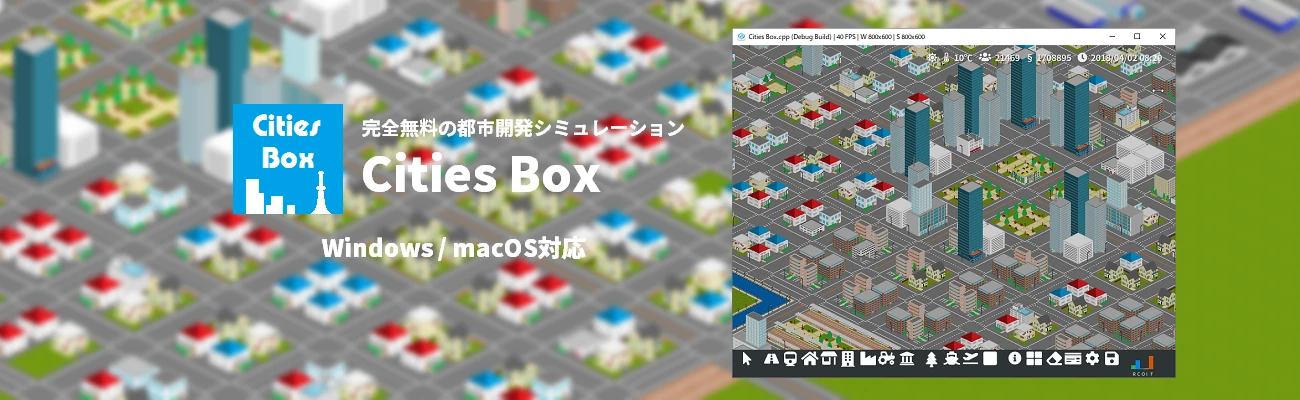 Cities
Box
完全無料の都市開発シミュレーション
Cities Box
Windows / macOS対応
Cities Box.cpp (Debug Build) | 40 FPS | W 800x600 | S 800x600
10℃ 21469 § 1708895 2018/04/02 08:20
R C O I F